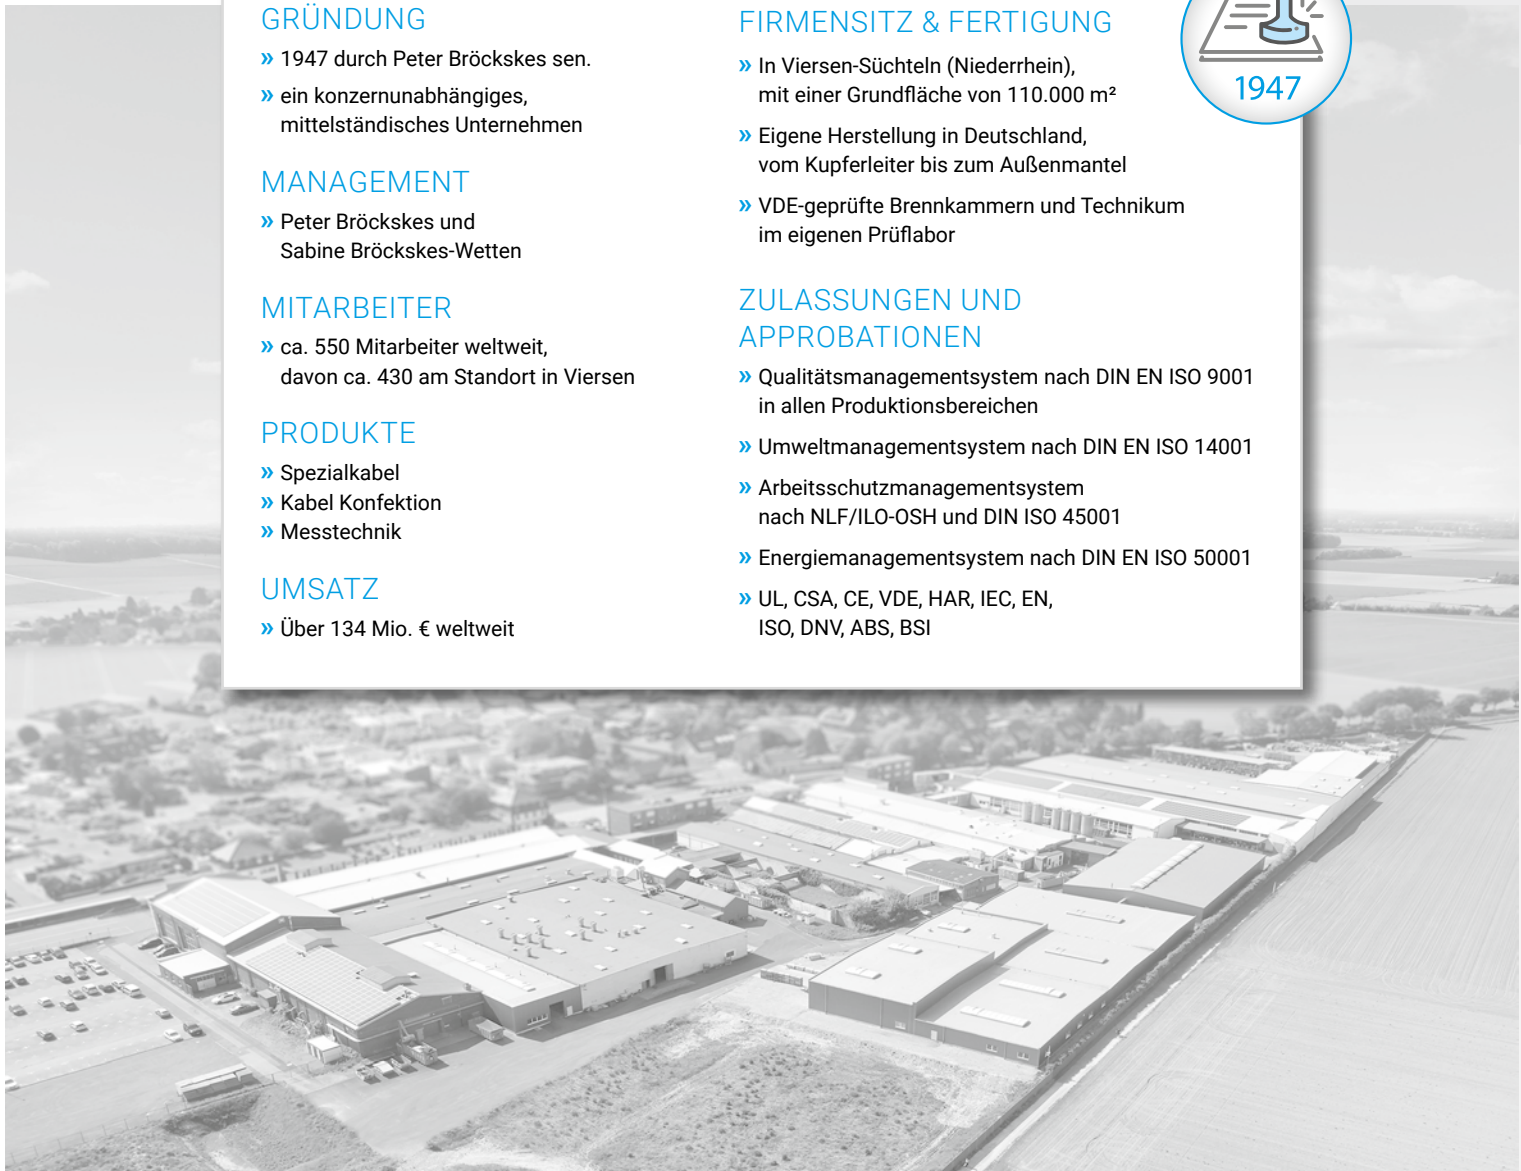 GRÜNDUNG
» 1947 durch Peter Bröckskes sen.
» ein konzernunabhängiges,
mittelständisches Unternehmen
MANAGEMENT
» Peter Bröckskes und
Sabine Bröckskes-Wetten
MITARBEITER
» ca. 550 Mitarbeiter weltweit,
davon ca. 430 am Standort in Viersen
PRODUKTE
» Spezialkabel
» Kabel Konfektion
» Messtechnik
UMSATZ
» Über 134 Mio. € weltweit
FIRMENSITZ & FERTIGUNG
» In Viersen-Süchteln (Niederrhein),
mit einer Grundfläche von 110.000 m²
» Eigene Herstellung in Deutschland,
vom Kupferleiter bis zum Außenmantel
» VDE-geprüfte Brennkammern und Technikum
im eigenen Prüflabor
ZULASSUNGEN UND
APPROBATIONEN
» Qualitätsmanagementsystem nach DIN EN ISO 9001
in allen Produktionsbereichen
» Umweltmanagementsystem nach DIN EN ISO 14001
» Arbeitsschutzmanagementsystem
nach NLF/ILO-OSH und DIN ISO 45001
» Energiemanagementsystem nach DIN EN ISO 50001
» UL, CSA, CE, VDE, HAR, IEC, EN,
ISO, DNV, ABS, BSI
1947